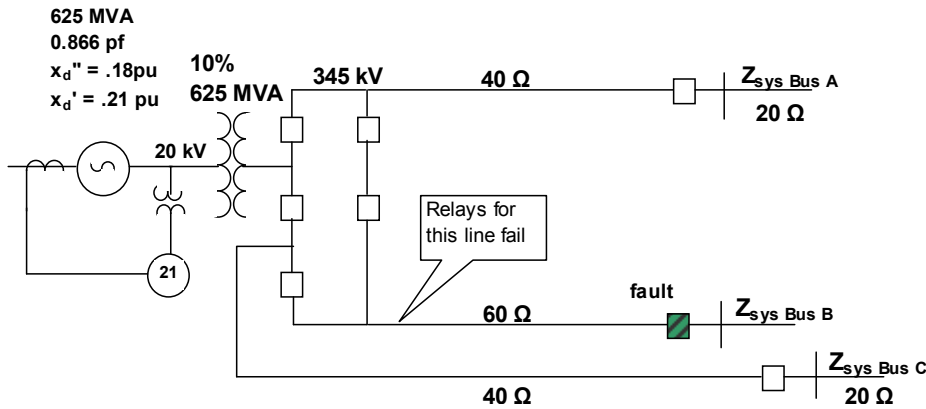 625 MVA
0.866 pf
xd" = .18pu
xd' = .21 pu
10%
625 MVA
345 kV
40 Ω
Zsys Bus A
20 Ω
20 kV
21
Relays for
this line fail
fault
60 Ω
Zsys Bus B
40 Ω
Zsys Bus C
20 Ω